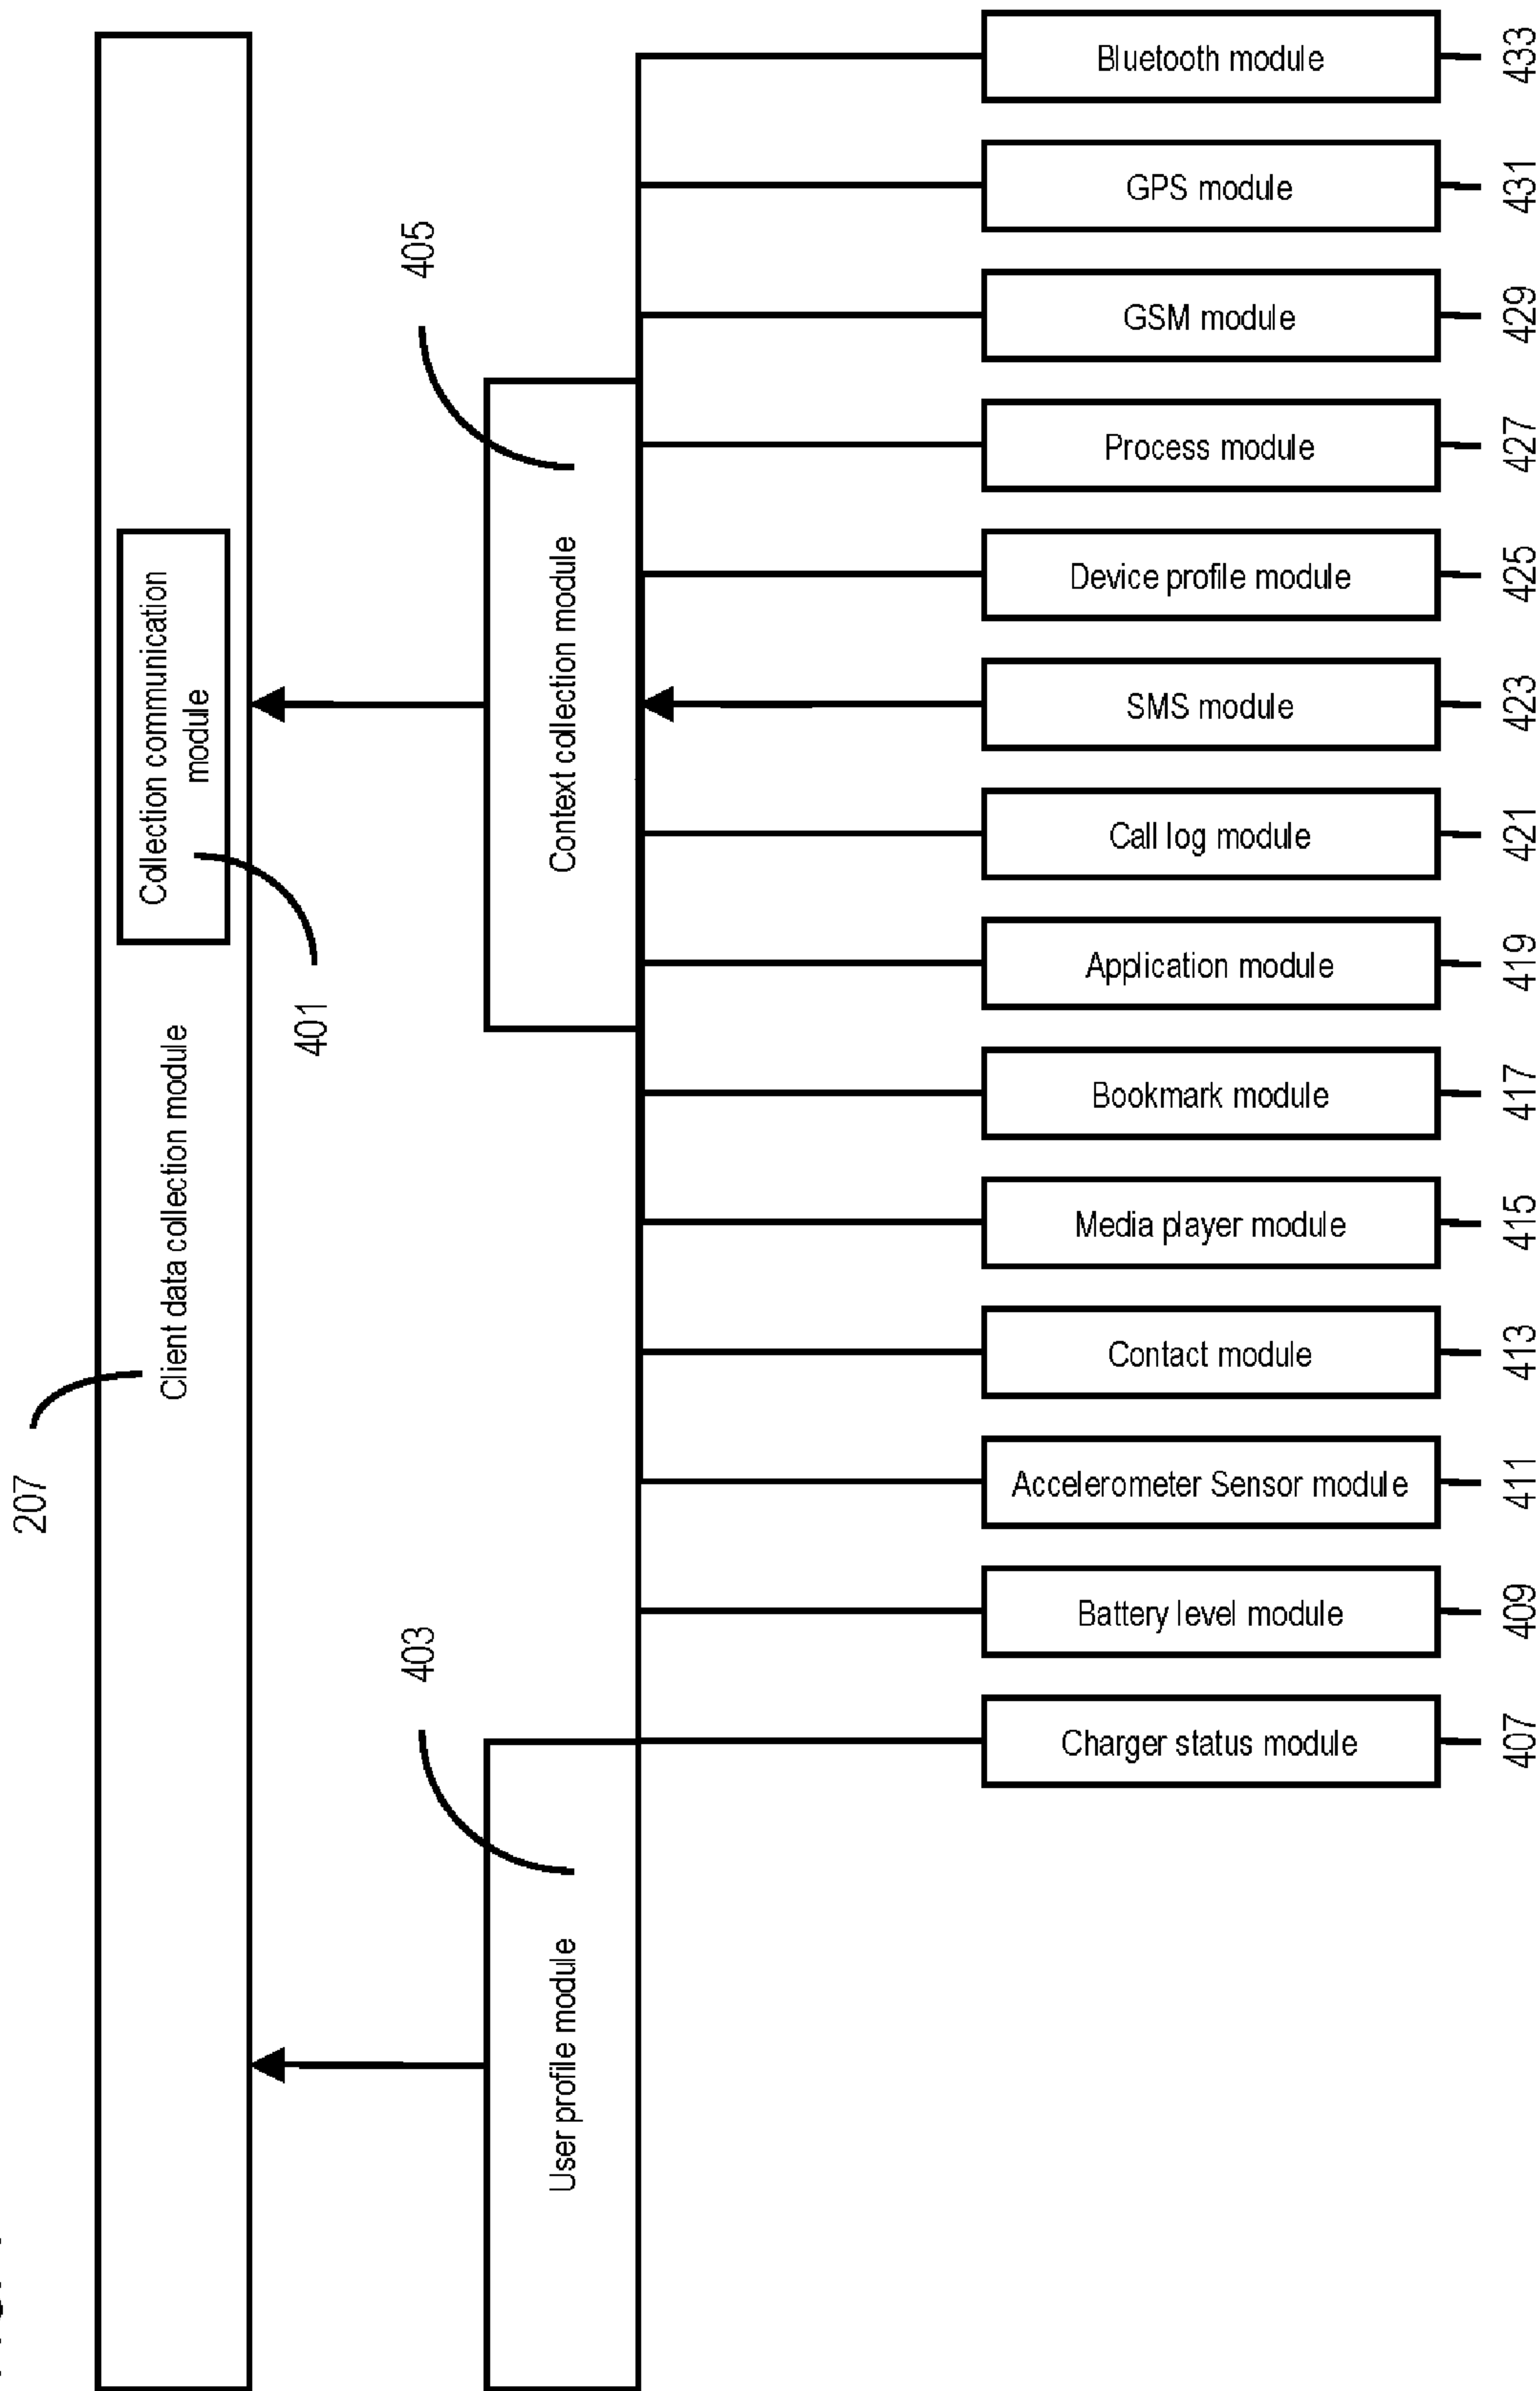 207
Client data collection module
Collection communication
module
401
403
405
User profile module
Context collection module
Bluetooth module
433
GPS module
431
GSM module
429
Process module
427
Device profile module
425
SMS module
423
Call log module
421
Application module
419
Bookmark module
417
Media player module
415
Contact module
413
Accelerometer Sensor module
411
Battery level module
409
Charger status module
407